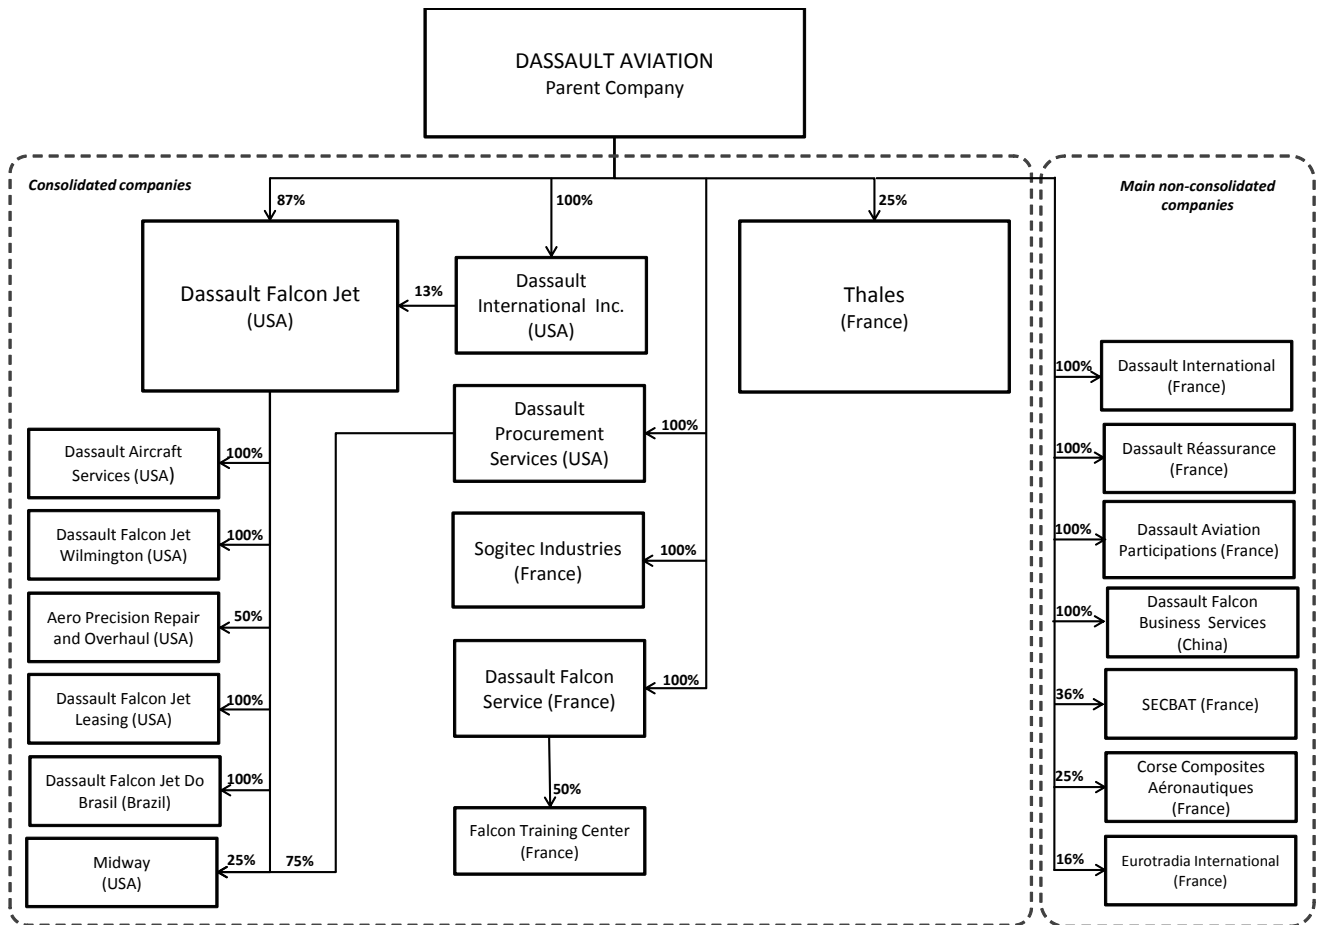 DASSAULT AVIATION
Parent Company
Consolidated companies
Main non-consolidated
companies
87%
100%
25%
Dassault Falcon Jet
(USA)
13%
Dassault
International Inc.
(USA)
Thales
(France)
100%
Dassault International
(France)
Dassault
Procurement
Services (USA)
100%
Dassault Aircraft
Services (USA)
100%
100%
Dassault Réassurance
(France)
Dassault Falcon Jet
Wilmington (USA)
100%
Sogitec Industries
(France)
100%
100%
Dassault Aviation
Participations (France)
Aero Precision Repair
and Overhaul (USA)
50%
100%
Dassault Falcon
Business Services
(China)
Dassault Falcon
Service (France)
100%
Dassault Falcon Jet
Leasing (USA)
100%
36%
SECBAT (France)
Dassault Falcon Jet Do
Brasil (Brazil)
100%
50%
25%
Corse Composites
Aéronautiques
(France)
Falcon Training Center
(France)
Midway
(USA)
25%
75%
16%
Eurotradia International
(France)